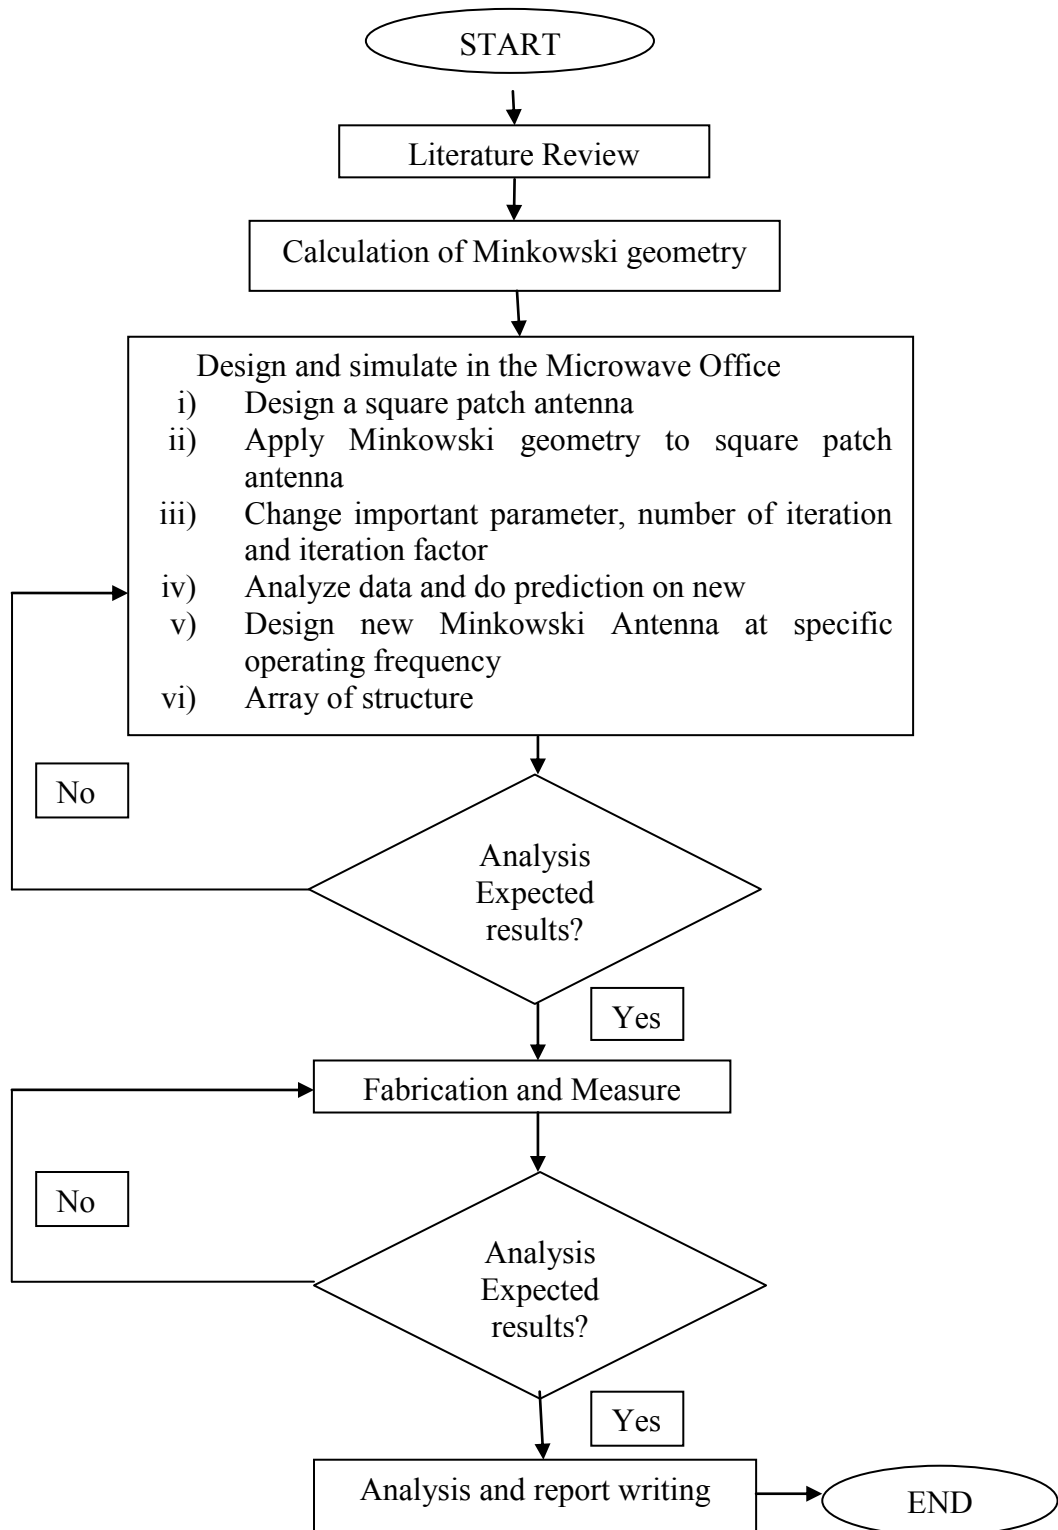 START
Literature Review
Calculation of Minkowski geometry
Design and simulate in the Microwave Office
i) Design a square patch antenna
ii) Apply Minkowski geometry to square patch
antenna
iii) Change important parameter, number of iteration
and iteration factor
iv) Analyze data and do prediction on new
v) Design new Minkowski Antenna at specific
operating frequency
vi) Array of structure
No
Analysis
Expected
results?
Yes
Fabrication and Measure
No
Analysis
Expected
results?
Yes
Analysis and report writing
END